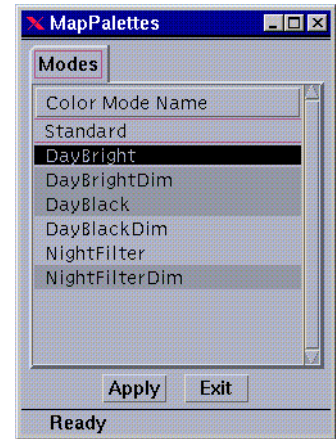 MapPalettes
Modes
Color Mode Name
Standard
DayBright
DayBrightDim
DayBlack
DayBlackDim
NightFilter
NightFilterDim
Apply Exit
Ready